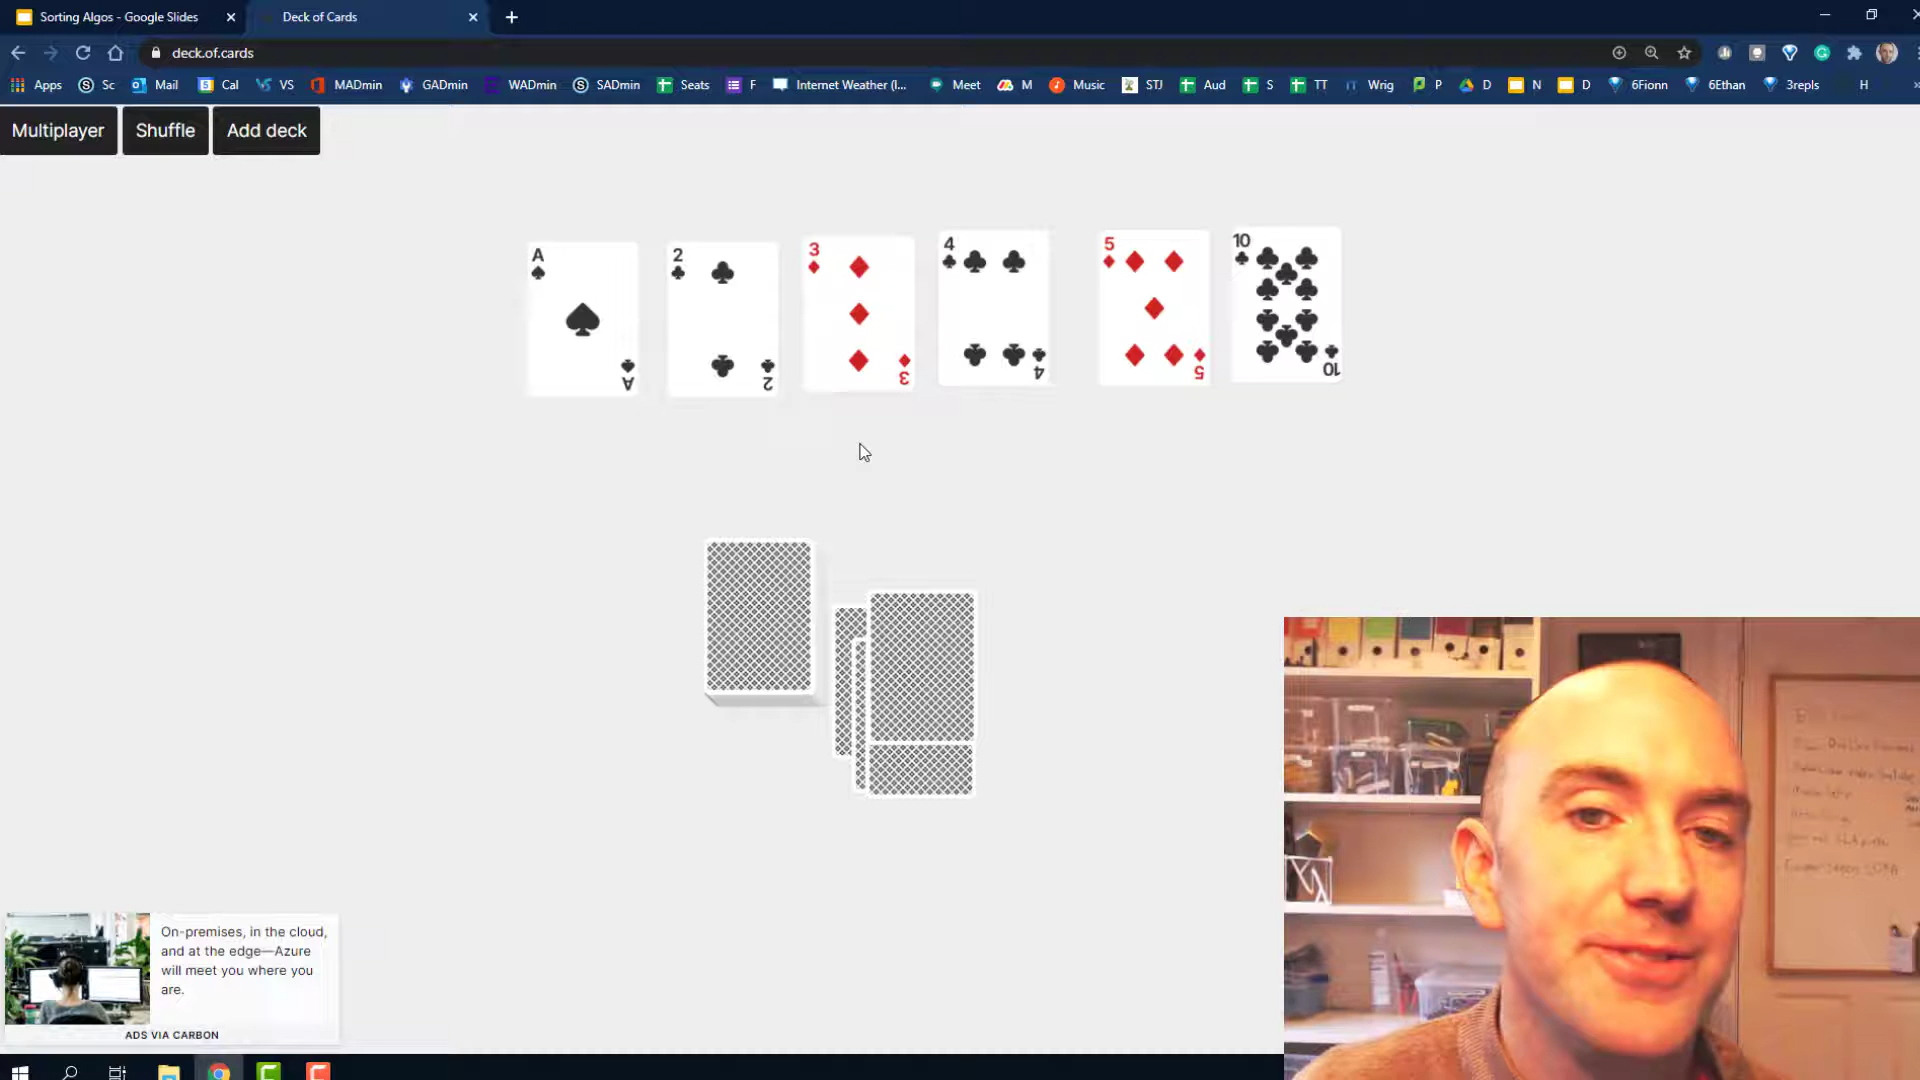 Sorting Algos - Google Slides
Deck of Cards
deck.of.cards
Apps Sc Mail Cal VS MADmin GADmin WADmin SADmin Seats F Internet Weather (I... Meet M Music STJ Aud S TT Wrig P D N D 6Fionn 6Ethan 3repls H
Multiplayer Shuffle Add deck
A
A
2
2
3
3
4
4
5
5
10
10
On-premises, in the cloud,
and at the edge—Azure
will meet you where you
are.
ADS VIA CARBON